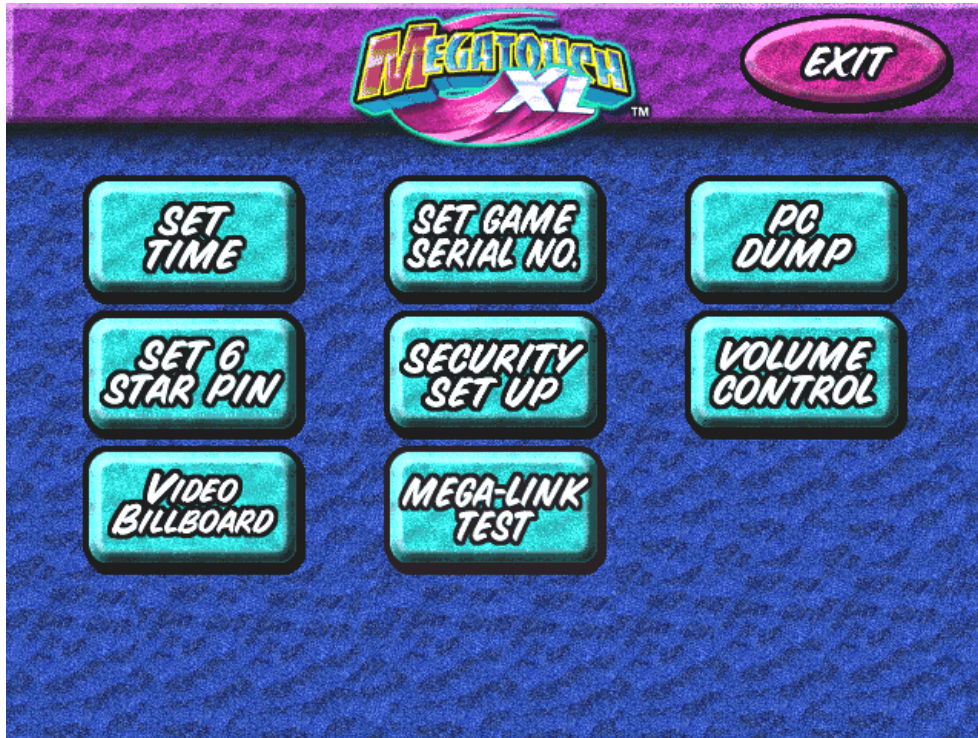 MEGATOUCH
XL
TM
EXIT
SET
TIME
SET GAME
SERIAL NO.
PC
DUMP
SET 6
STAR PIN
SECURITY
SET UP
VOLUME
CONTROL
VIDEO
BILLBOARD
MEGA-LINK
TEST